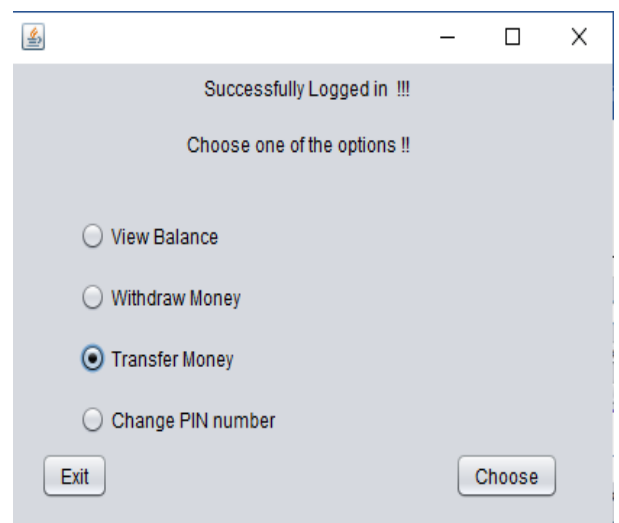 Successfully Logged in !!!
Choose one of the options !!
View Balance
Withdraw Money
Transfer Money
Change PIN number
Exit
Choose